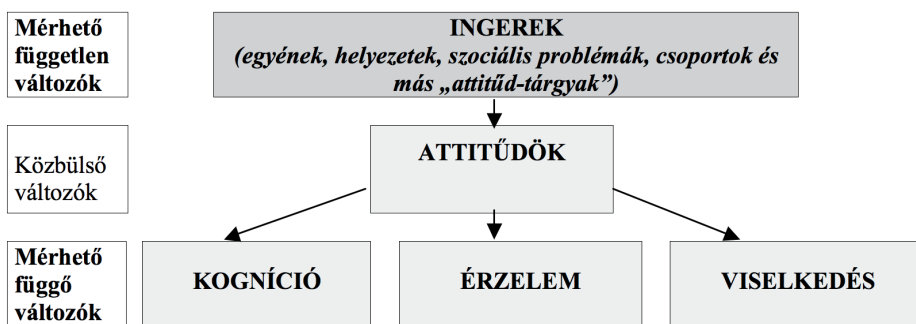 Mérhető
független
változók
INGEREK
(egyének, helyezetek, szociális problémák, csoportok és
más „attitűd-tárgyak”)
Közbülső
változók
ATTITŰDÖK
Mérhető
függő
változók
KOGNÍCIÓ
ÉRZELEM
VISELKEDÉS